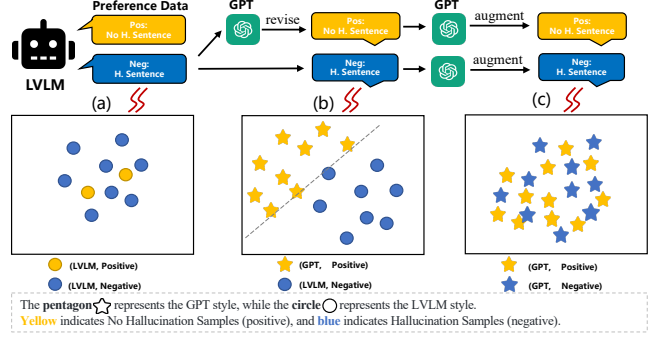 Preference Data
GPT
GPT
Pos:
No H. Sentence
revise
Pos:
No H. Sentence
augment
Pos:
No H. Sentence
Neg:
H. Sentence
Neg:
H. Sentence
augment
Neg:
H. Sentence
LVLM
(a)
(b)
(c)
(LVLM, Positive)
(LVLM, Negative)
(GPT, Positive)
(LVLM, Negative)
(GPT, Positive)
(GPT, Negative)
The pentagon represents the GPT style, while the circle represents the LVLM style.
Yellow indicates No Hallucination Samples (positive), and blue indicates Hallucination Samples (negative).